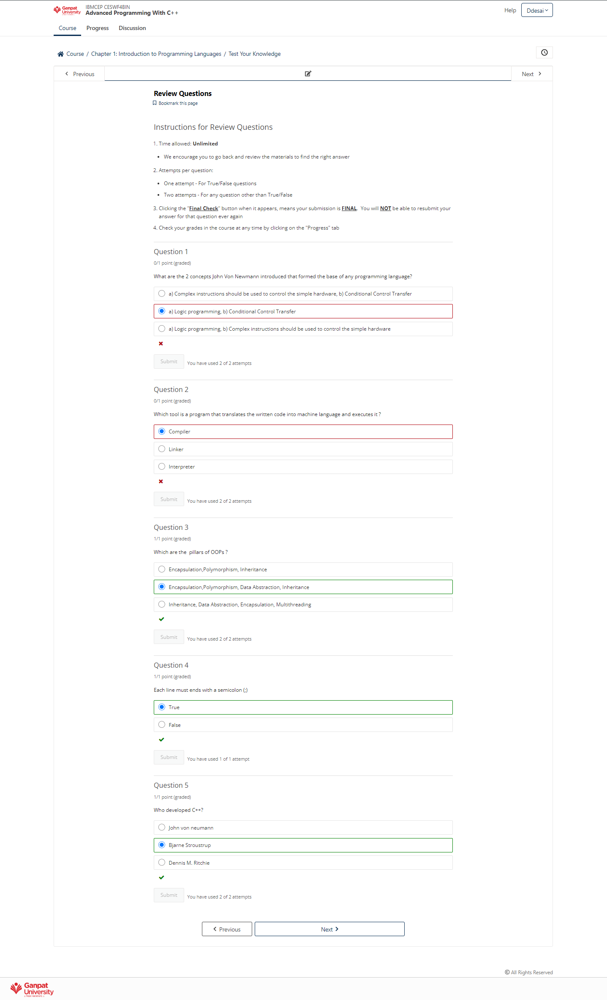 Ganpat
University
IBMCEP CESWF4BIN
Advanced Programming With C++
Help
Ddesai
Course
Progress
Discussion
Course / Chapter 1: Introduction to Programming Languages / Test Your Knowledge
Previous
Next
Review Questions
Bookmark this page
Instructions for Review Questions
1. Time allowed: Unlimited
• We encourage you to go back and review the materials to find the right answer
2. Attempts per question:
• One attempt - For True/False questions
• Two attempts - For any question other than True/False
3. Clicking the "Final Check" button when it appears, means your submission is FINAL.  You will NOT be able to resubmit your
answer for that question ever again
4. Check your grades in the course at any time by clicking on the "Progress" tab
Question 1
0/1 point (graded)
What are the 2 concepts John Von Newmann introduced that formed the base of any programming language?
a) Complex instructions should be used to control the simple hardware, b) Conditional Control Transfer
a) Logic programming, b) Conditional Control Transfer
a) Logic programming, b) Complex instructions should be used to control the simple hardware
Submit
You have used 2 of 2 attempts
Question 2
0/1 point (graded)
Which tool is a program that translates the written code into machine language and executes it ?
Compiler
Linker
Interpreter
Submit
You have used 2 of 2 attempts
Question 3
1/1 point (graded)
Which are the  pillars of OOPs ?
Encapsulation,Polymorphism, Inheritance
Encapsulation,Polymorphism, Data Abstraction, Inheritance
Inheritance, Data Abstraction, Encapsulation, Multithreading
Submit
You have used 2 of 2 attempts
Question 4
1/1 point (graded)
Each line must ends with a semicolon (;)
True
False
Submit
You have used 1 of 1 attempt
Question 5
1/1 point (graded)
Who developed C++?
John von neumann
Bjarne Stroustrup
Dennis M. Ritchie
Submit
You have used 2 of 2 attempts
Previous
Next
© All Rights Reserved
Ganpat
University